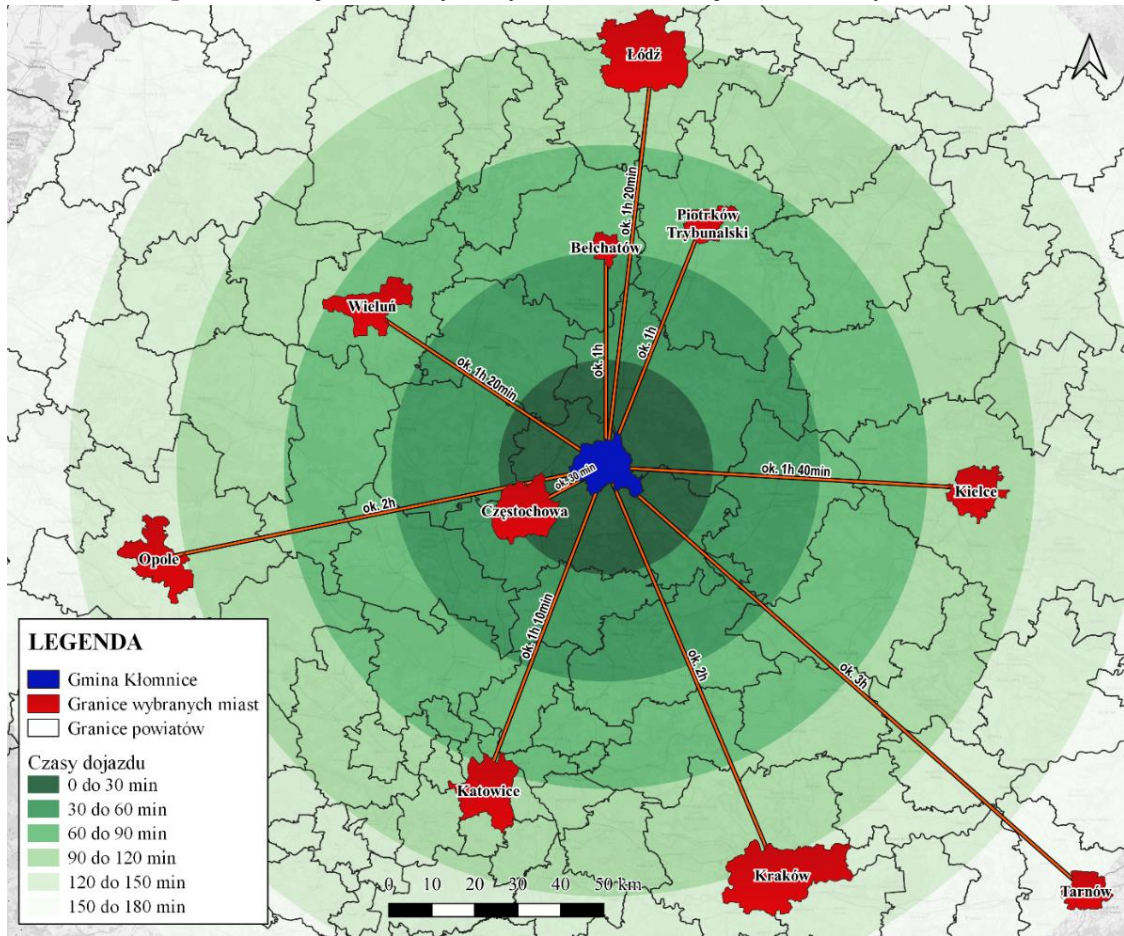 Łódź
ok. 1h 20min
Piotrków
Trybunalski
Bełchatów
Wieluń
ok. 1h
ok. 1h
ok. 1h 20min
ok. 30 min
ok. 1h 40min
Kielce
Częstochowa
ok. 2h
Opole
ok. 1h 10min
ok. 2h
ok. 3h
Katowice
Kraków
Tarnów
LEGENDA
Gmina Kłomnice
Granice wybranych miast
Granice powiatów
Czasy dojazdu
0 do 30 min
30 do 60 min
60 do 90 min
90 do 120 min
120 do 150 min
150 do 180 min
0 10 20 30 40 50 km